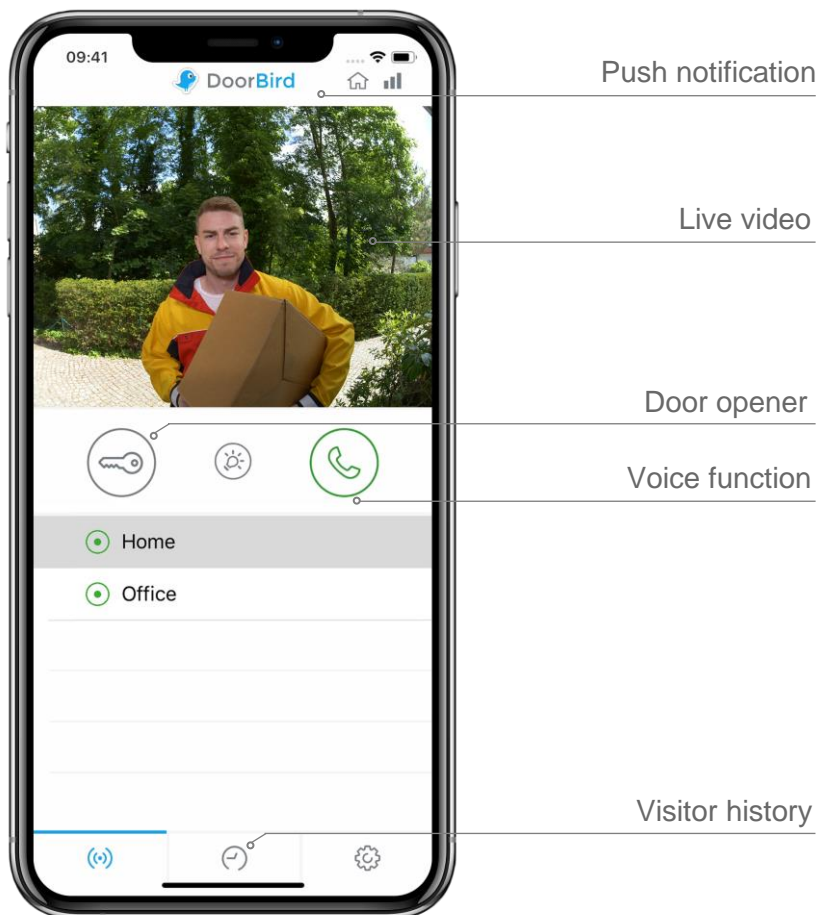 09:41
DoorBird
Push notification
Live video
Door opener
Voice function
Home
Office
Visitor history